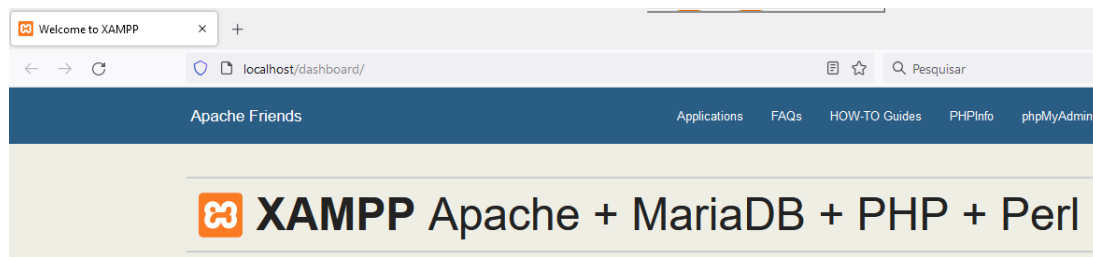 Welcome to XAMPP
localhost/dashboard/ Pesquisar
Apache Friends Applications FAQs HOW-TO Guides PHPInfo phpMyAdmin
XAMPP Apache + MariaDB + PHP + Perl